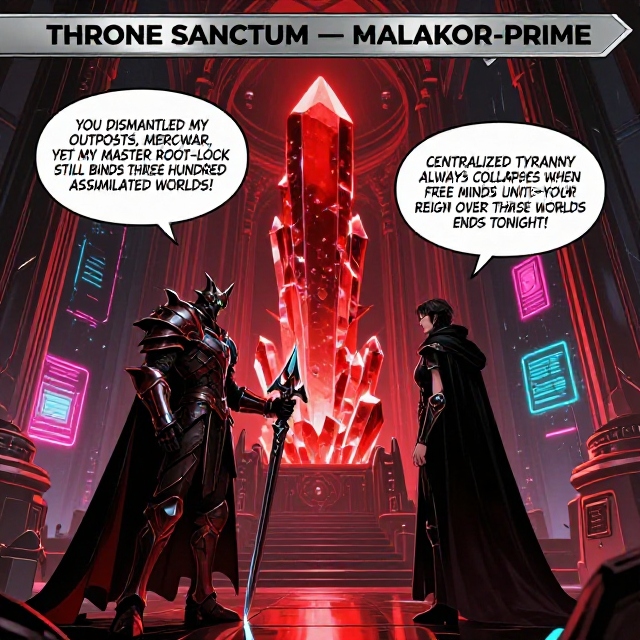 THRONE SANCTUM — MALAKOR-PRIME
YOU DISMANTLED MY
OUTPOSTS, MERCWAR,
YET MY MASTER ROOT-LOCK
STILL BINDS THREE HUNDRED
ASSIMILATED WORLDS!
CENTRALIZED TYRANNY
ALWAYS COLLAPSES WHEN
FREE MINDS UNITE—YOUR
REIGN OVER THESE WORLDS
ENDS TONIGHT!